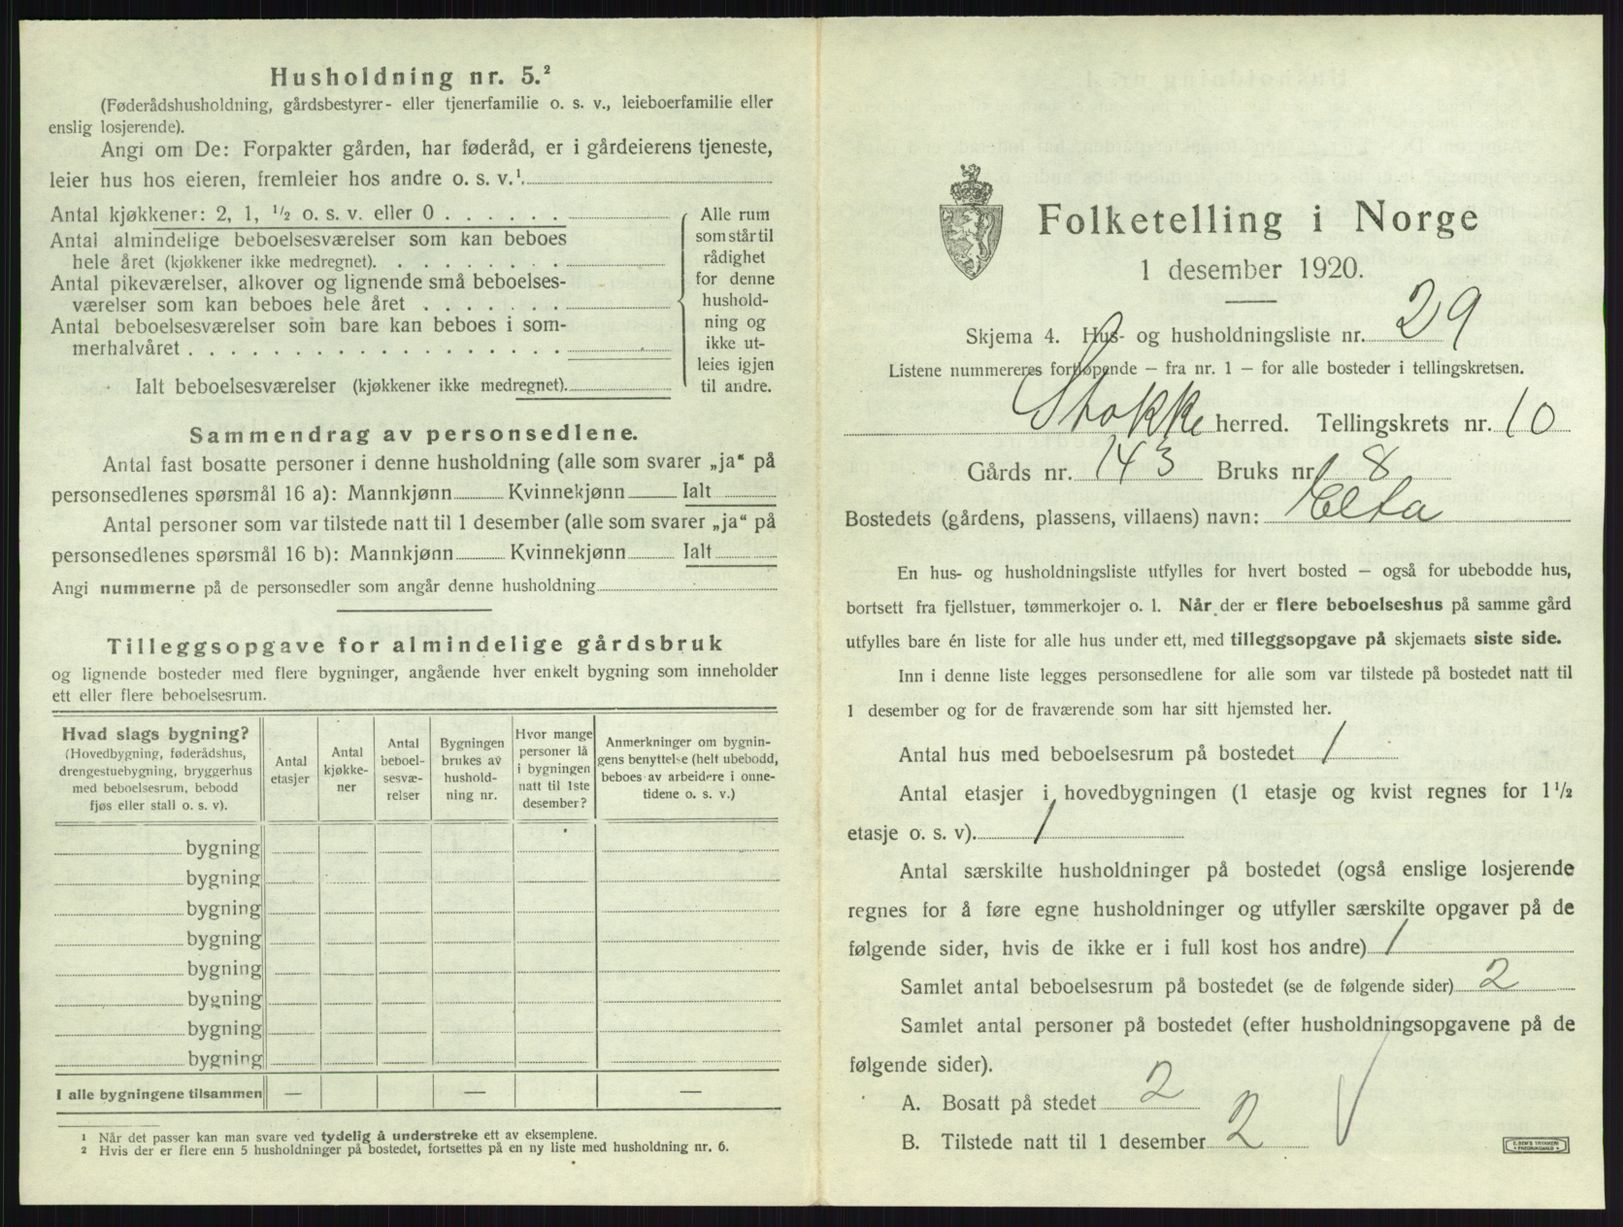 Husholdning nr. 5.²
(Føderådshusholdning, gårdsbestyrer- eller tjenerfamilie o. s. v., leieboerfamilie eller
enslig losjerende).
Angi om De: Forpakter gården, har føderåd, er i gårdeierens tjeneste,
leier hus hos eieren, fremleier hos andre o. s. v.¹
Antal kjøkkener: 2, 1, ½ o. s. v. eller 0 . . . . . .
Antal almindelige beboelsesværelser som kan beboes
hele året (kjøkkener ikke medregnet). . . . . . . . .
Antal pikeværelser, alkover og lignende små beboelses-
værelser som kan beboes hele året . . . . . . .
Antal beboelsesværelser som bare kan beboes i som-
merhalvåret . . . . . . . . . . . . . . . . . .
Ialt beboelsesværelser (kjøkkener ikke medregnet).
Alle rum
som står til
rådighet
for denne
hushold-
ning og
ikke ut-
leies igjen
til andre.
Sammendrag av personsedlene.
Antal fast bosatte personer i denne husholdning (alle som svarer „ja“ på
personsedlenes spørsmål 16 a): Mannkjønn Kvinnekjønn Ialt
Antal personer som var tilstede natt til 1 desember (alle som svarer „ja“ på
personsedlenes spørsmål 16 b): Mannkjønn Kvinnekjønn Ialt
Angi nummerne på de personsedler som angår denne husholdning
Tilleggsopgave for almindelige gårdsbruk
og lignende bosteder med flere bygninger, angående hver enkelt bygning som inneholder
ett eller flere beboelsesrum.
Hvad slags bygning?
(Hovedbygning, føderådshus,
drengestuebygning, bryggerhus
med beboelsesrum, bebodd
fjøs eller stall o. s. v).
Antal
etasjer
Antal
kjøkke-
ner
Antal
beboel-
sesvæ-
relser
Bygningen
brukes av
hushold-
ning nr.
Hvor mange
personer lå
i bygningen
natt til 1ste
desember?
Anmerkninger om bygnin-
gens benyttelse (helt ubebodd,
beboes av arbeidere i onne-
tidene o. s. v.)
bygning
bygning
bygning
bygning
bygning
bygning
bygning
bygning
I alle bygningene tilsammen — — —
¹ Når det passer kan man svare ved tydelig å understreke ett av eksemplene.
² Hvis der er flere enn 5 husholdninger på bostedet, fortsettes på en ny liste med husholdning nr. 6.
Folketelling i Norge
1 desember 1920.
Skjema 4. Hus- og husholdningsliste nr. 29
Listene nummereres fortløpende — fra nr. 1 — for alle bosteder i tellingskretsen.
Stokke herred. Tellingskrets nr. 10
Gårds nr. 143 Bruks nr. 8
Bostedets (gårdens, plassens, villaens) navn: Elta
En hus- og husholdningsliste utfylles for hvert bosted — også for ubebodde hus,
bortsett fra fjellstuer, tømmerkojer o. l. Når der er flere beboelseshus på samme gård
utfylles bare én liste for alle hus under ett, med tilleggsopgave på skjemaets siste side.
Inn i denne liste legges personsedlene for alle som var tilstede på bostedet natt til
1 desember og for de fraværende som har sitt hjemsted her.
Antal hus med beboelsesrum på bostedet 1
Antal etasjer i hovedbygningen (1 etasje og kvist regnes for 1½
etasje o. s. v). 1
Antal særskilte husholdninger på bostedet (også enslige losjerende
regnes for å føre egne husholdninger og utfyller særskilte opgaver på de
følgende sider, hvis de ikke er i full kost hos andre) 1
Samlet antal beboelsesrum på bostedet (se de følgende sider) 2
Samlet antal personer på bostedet (efter husholdningsopgavene på de
følgende sider).
A. Bosatt på stedet 2
B. Tilstede natt til 1 desember 2